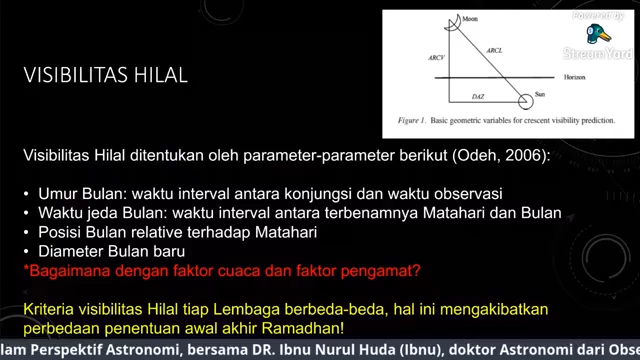 Powered by
StreamYard
Moon
ARCV
ARCL
Horizon
Sun
DAZ
Figure 1. Basic geometric variables for crescent visibility prediction.
VISIBILITAS HILAL
Visibilitas Hilal ditentukan oleh parameter-parameter berikut (Odeh, 2006):
• Umur Bulan: waktu interval antara konjungsi dan waktu observasi
• Waktu jeda Bulan: waktu interval antara terbenamnya Matahari dan Bulan
• Posisi Bulan relative terhadap Matahari
• Diameter Bulan baru
*Bagaimana dengan faktor cuaca dan faktor pengamat?
Kriteria visibilitas Hilal tiap Lembaga berbeda-beda, hal ini mengakibatkan
perbedaan penentuan awal akhir Ramadhan!
lam Perspektif Astronomi, bersama DR. Ibnu Nurul Huda (Ibnu), doktor Astronomi dari Obse